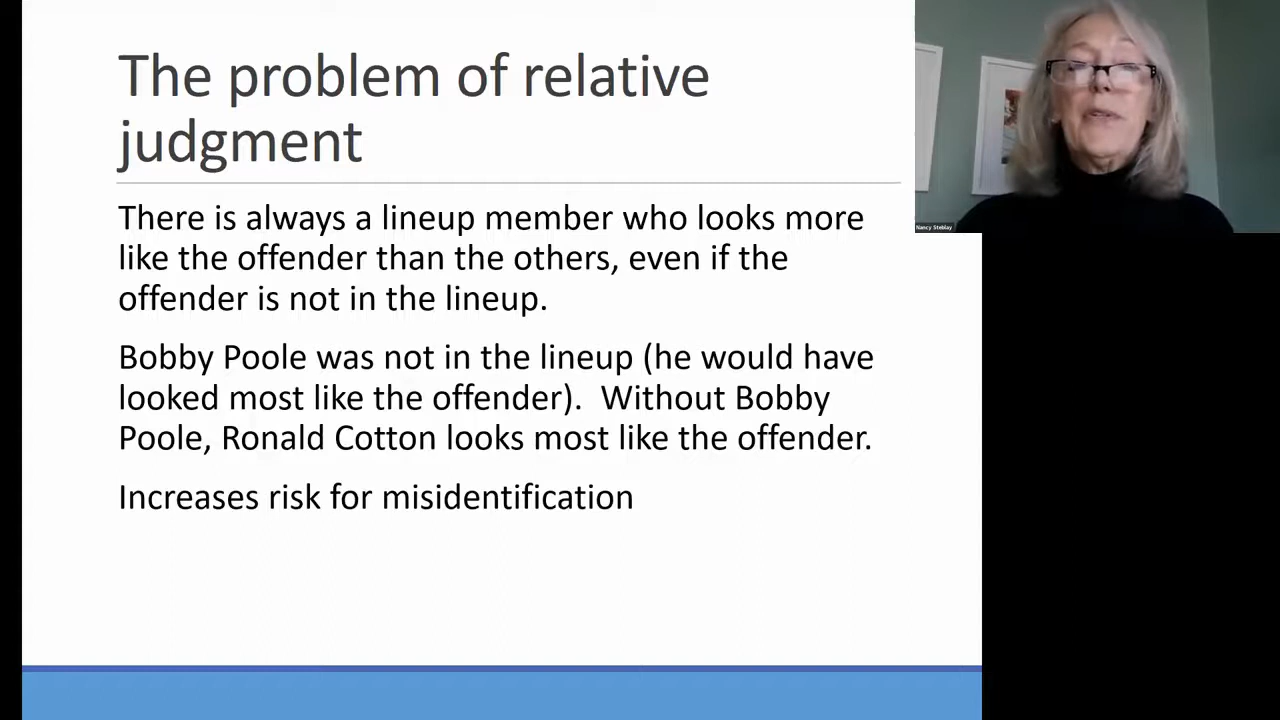 The problem of relative
judgment
There is always a lineup member who looks more
like the offender than the others, even if the
offender is not in the lineup.
Bobby Poole was not in the lineup (he would have
looked most like the offender).  Without Bobby
Poole, Ronald Cotton looks most like the offender.
Increases risk for misidentification
Nancy Steblay